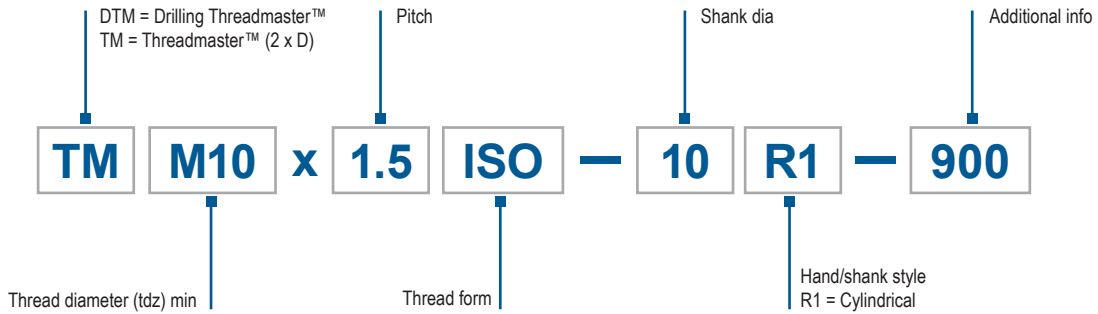 DTM = Drilling Threadmaster™
TM = Threadmaster™ (2 x D)
Pitch
Shank dia
Additional info
TM M10 x 1.5 ISO — 10 R1 — 900
Thread diameter (tdz) min
Thread form
Hand/shank style
R1 = Cylindrical